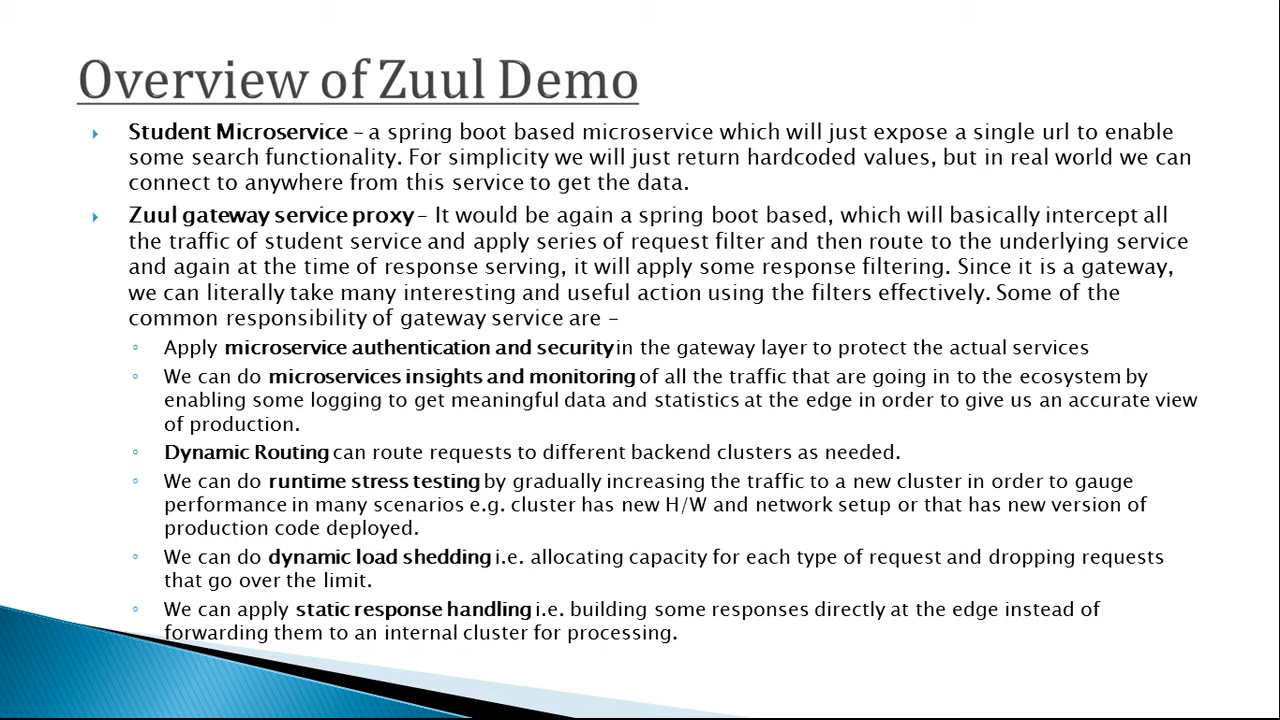 Overview of Zuul Demo
Student Microservice – a spring boot based microservice which will just expose a single url to enable
some search functionality. For simplicity we will just return hardcoded values, but in real world we can
connect to anywhere from this service to get the data.
Zuul gateway service proxy – It would be again a spring boot based, which will basically intercept all
the traffic of student service and apply series of request filter and then route to the underlying service
and again at the time of response serving, it will apply some response filtering. Since it is a gateway,
we can literally take many interesting and useful action using the filters effectively. Some of the
common responsibility of gateway service are –
Apply microservice authentication and security in the gateway layer to protect the actual services
We can do microservices insights and monitoring of all the traffic that are going in to the ecosystem by
enabling some logging to get meaningful data and statistics at the edge in order to give us an accurate view
of production.
Dynamic Routing can route requests to different backend clusters as needed.
We can do runtime stress testing by gradually increasing the traffic to a new cluster in order to gauge
performance in many scenarios e.g. cluster has new H/W and network setup or that has new version of
production code deployed.
We can do dynamic load shedding i.e. allocating capacity for each type of request and dropping requests
that go over the limit.
We can apply static response handling i.e. building some responses directly at the edge instead of
forwarding them to an internal cluster for processing.